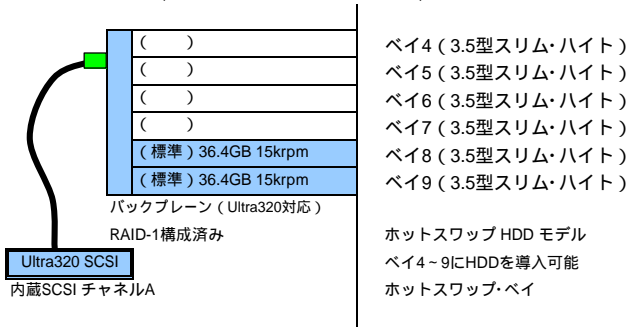 (　　) ベイ4(3.5型スリム・ハイト)
(　　) ベイ5(3.5型スリム・ハイト)
(　　) ベイ6(3.5型スリム・ハイト)
(　　) ベイ7(3.5型スリム・ハイト)
(標準)36.4GB 15krpm ベイ8(3.5型スリム・ハイト)
(標準)36.4GB 15krpm ベイ9(3.5型スリム・ハイト)
バックプレーン(Ultra320対応)
RAID-1構成済み ホットスワップ HDD モデル
Ultra320 SCSI ベイ4~9にHDDを導入可能
内蔵SCSI チャネルA ホットスワップ・ベイ